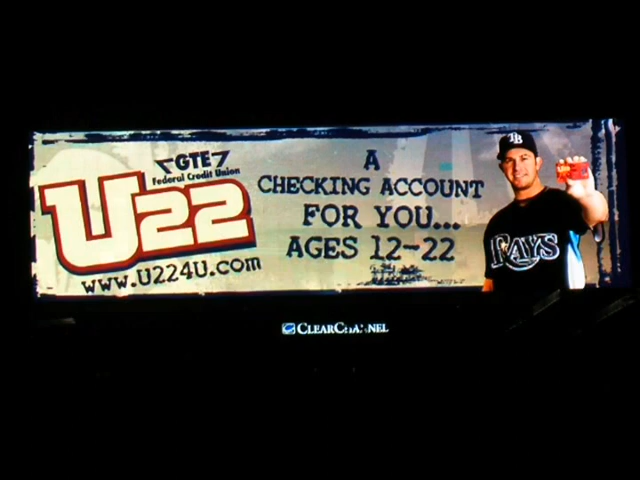 GTE
Federal Credit Union
U22
www.U224U.com
A
CHECKING ACCOUNT
FOR YOU...
AGES 12-22
TB
RAYS
CLEARCHANNEL